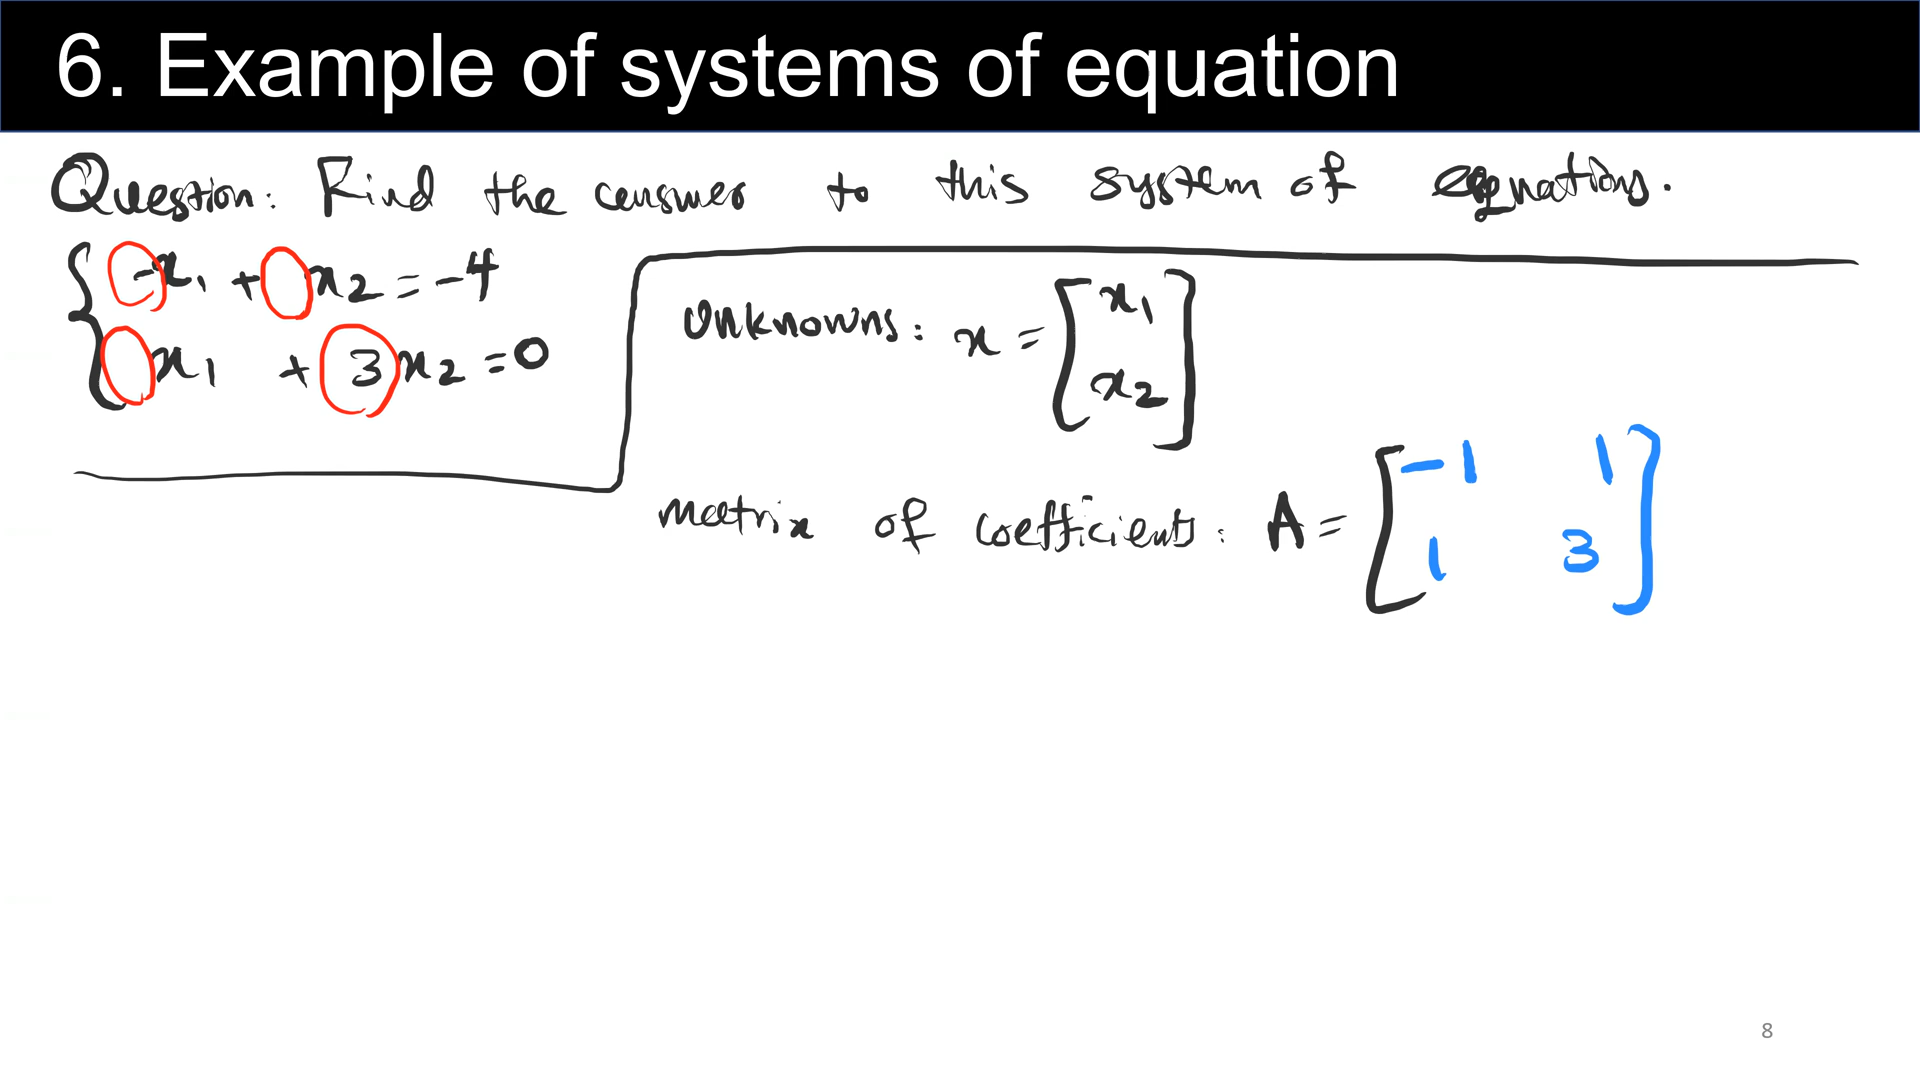 6. Example of systems of equation
Question: Find the answer to this system of equations.
-x₁ + x₂ = -4
x₁ + 3x₂ = 0
Unknowns: x = [x₁
x₂]
matrix of coefficients: A = [-1 1
1 3]
8